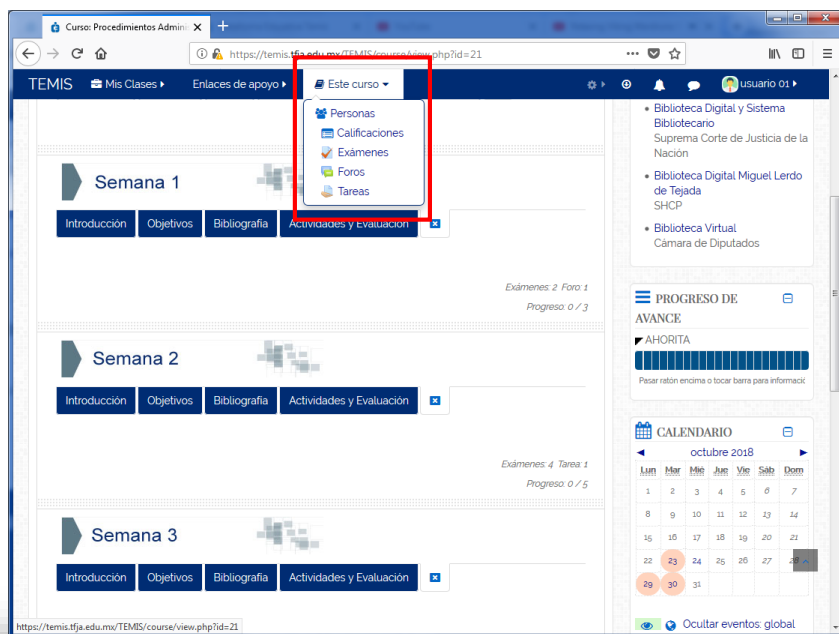 Curso: Procedimientos Admini
https://temis.tfja.edu.mx/TEMIS/course/view.php?id=21
TEMIS Mis Clases Enlaces de apoyo Este curso usuario 01
Personas
Calificaciones
Exámenes
Foros
Tareas
Semana 1
Introducción Objetivos Bibliografía Actividades y Evaluación
Exámenes: 2 Foro: 1
Progreso: 0 / 3
Semana 2
Introducción Objetivos Bibliografía Actividades y Evaluación
Exámenes: 4 Tarea: 1
Progreso: 0 / 5
Semana 3
Introducción Objetivos Bibliografía Actividades y Evaluación
Biblioteca Digital y Sistema
Bibliotecario
Suprema Corte de Justicia de la
Nación
Biblioteca Digital Miguel Lerdo
de Tejada
SHCP
Biblioteca Virtual
Cámara de Diputados
PROGRESO DE
AVANCE
AHORITA
Pasar ratón encima o tocar barra para informació
CALENDARIO
octubre 2018
Lun Mar Mié Jue Vie Sáb Dom
1 2 3 4 5 6 7
8 9 10 11 12 13 14
15 16 17 18 19 20 21
22 23 24 25 26 27 28
29 30 31
Ocultar eventos: global
https://temis.tfja.edu.mx/TEMIS/course/view.php?id=21